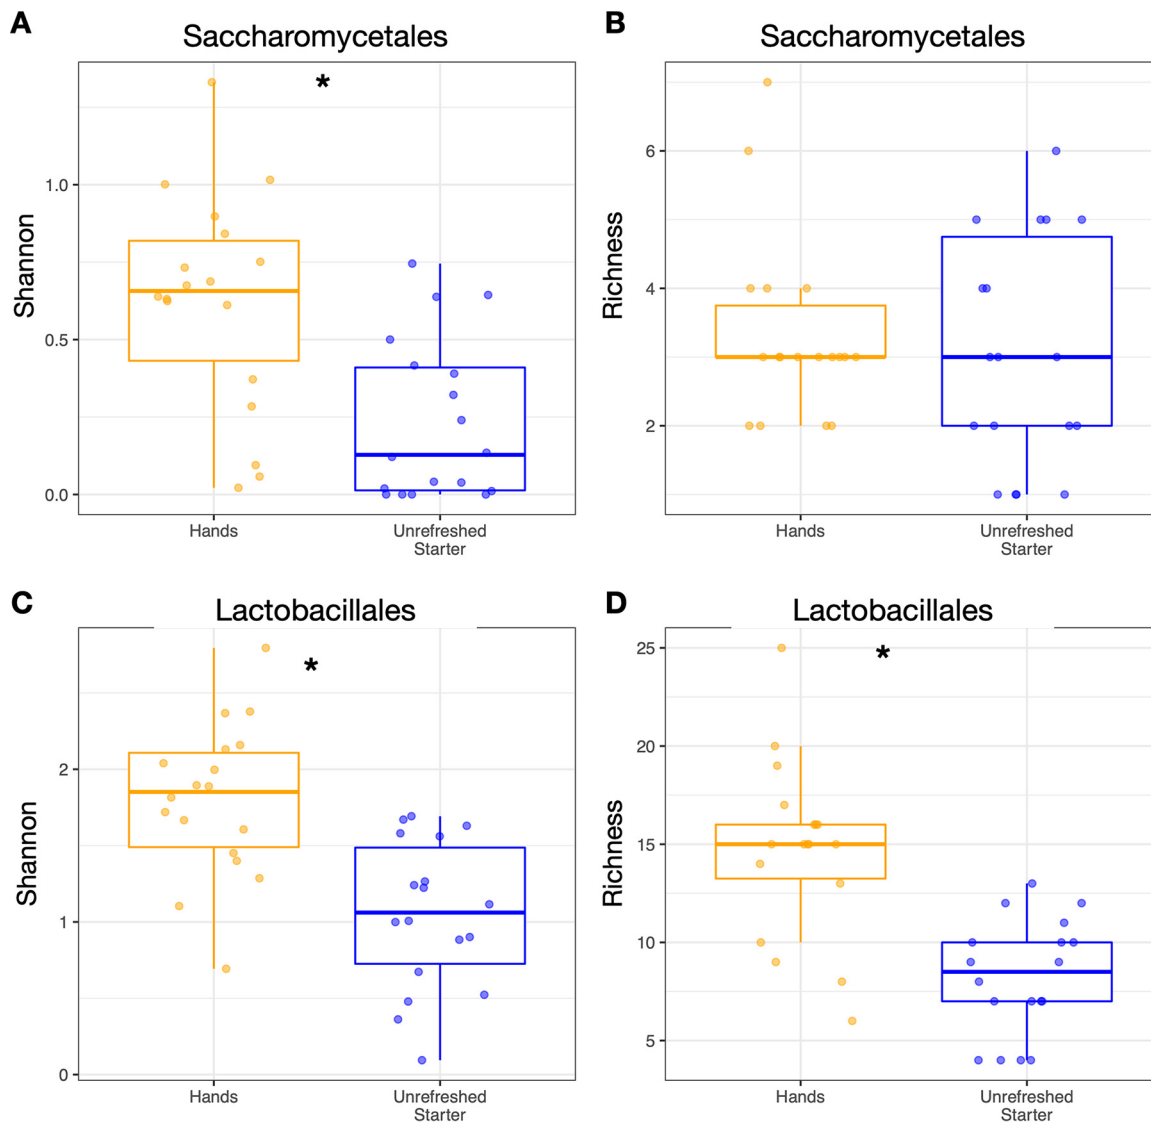 A
Saccharomycetales
*
Shannon
1.0
0.5
0.0
Hands
Unrefreshed
Starter
B
Saccharomycetales
Richness
6
4
2
Hands
Unrefreshed
Starter
C
Lactobacillales
*
Shannon
2
1
0
Hands
Unrefreshed
Starter
D
Lactobacillales
*
Richness
25
20
15
10
5
Hands
Unrefreshed
Starter